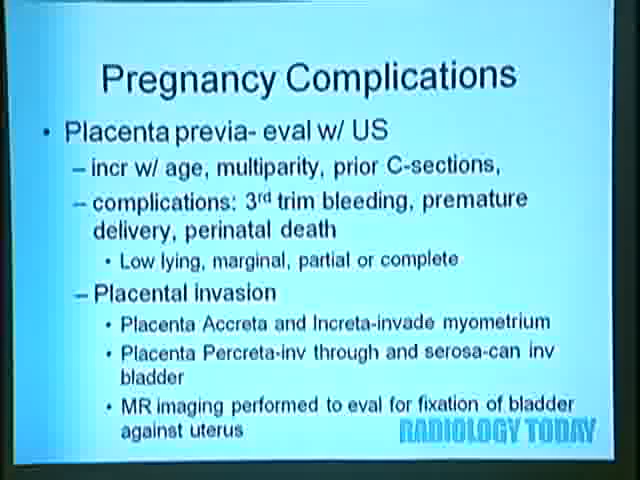 Pregnancy Complications
• Placenta previa- eval w/ US
– incr w/ age, multiparity, prior C-sections,
– complications: 3rd trim bleeding, premature
delivery, perinatal death
• Low lying, marginal, partial or complete
– Placental invasion
• Placenta Accreta and Increta-invade myometrium
• Placenta Percreta-inv through and serosa-can inv
bladder
• MR imaging performed to eval for fixation of bladder
against uterus
RADIOLOGY TODAY